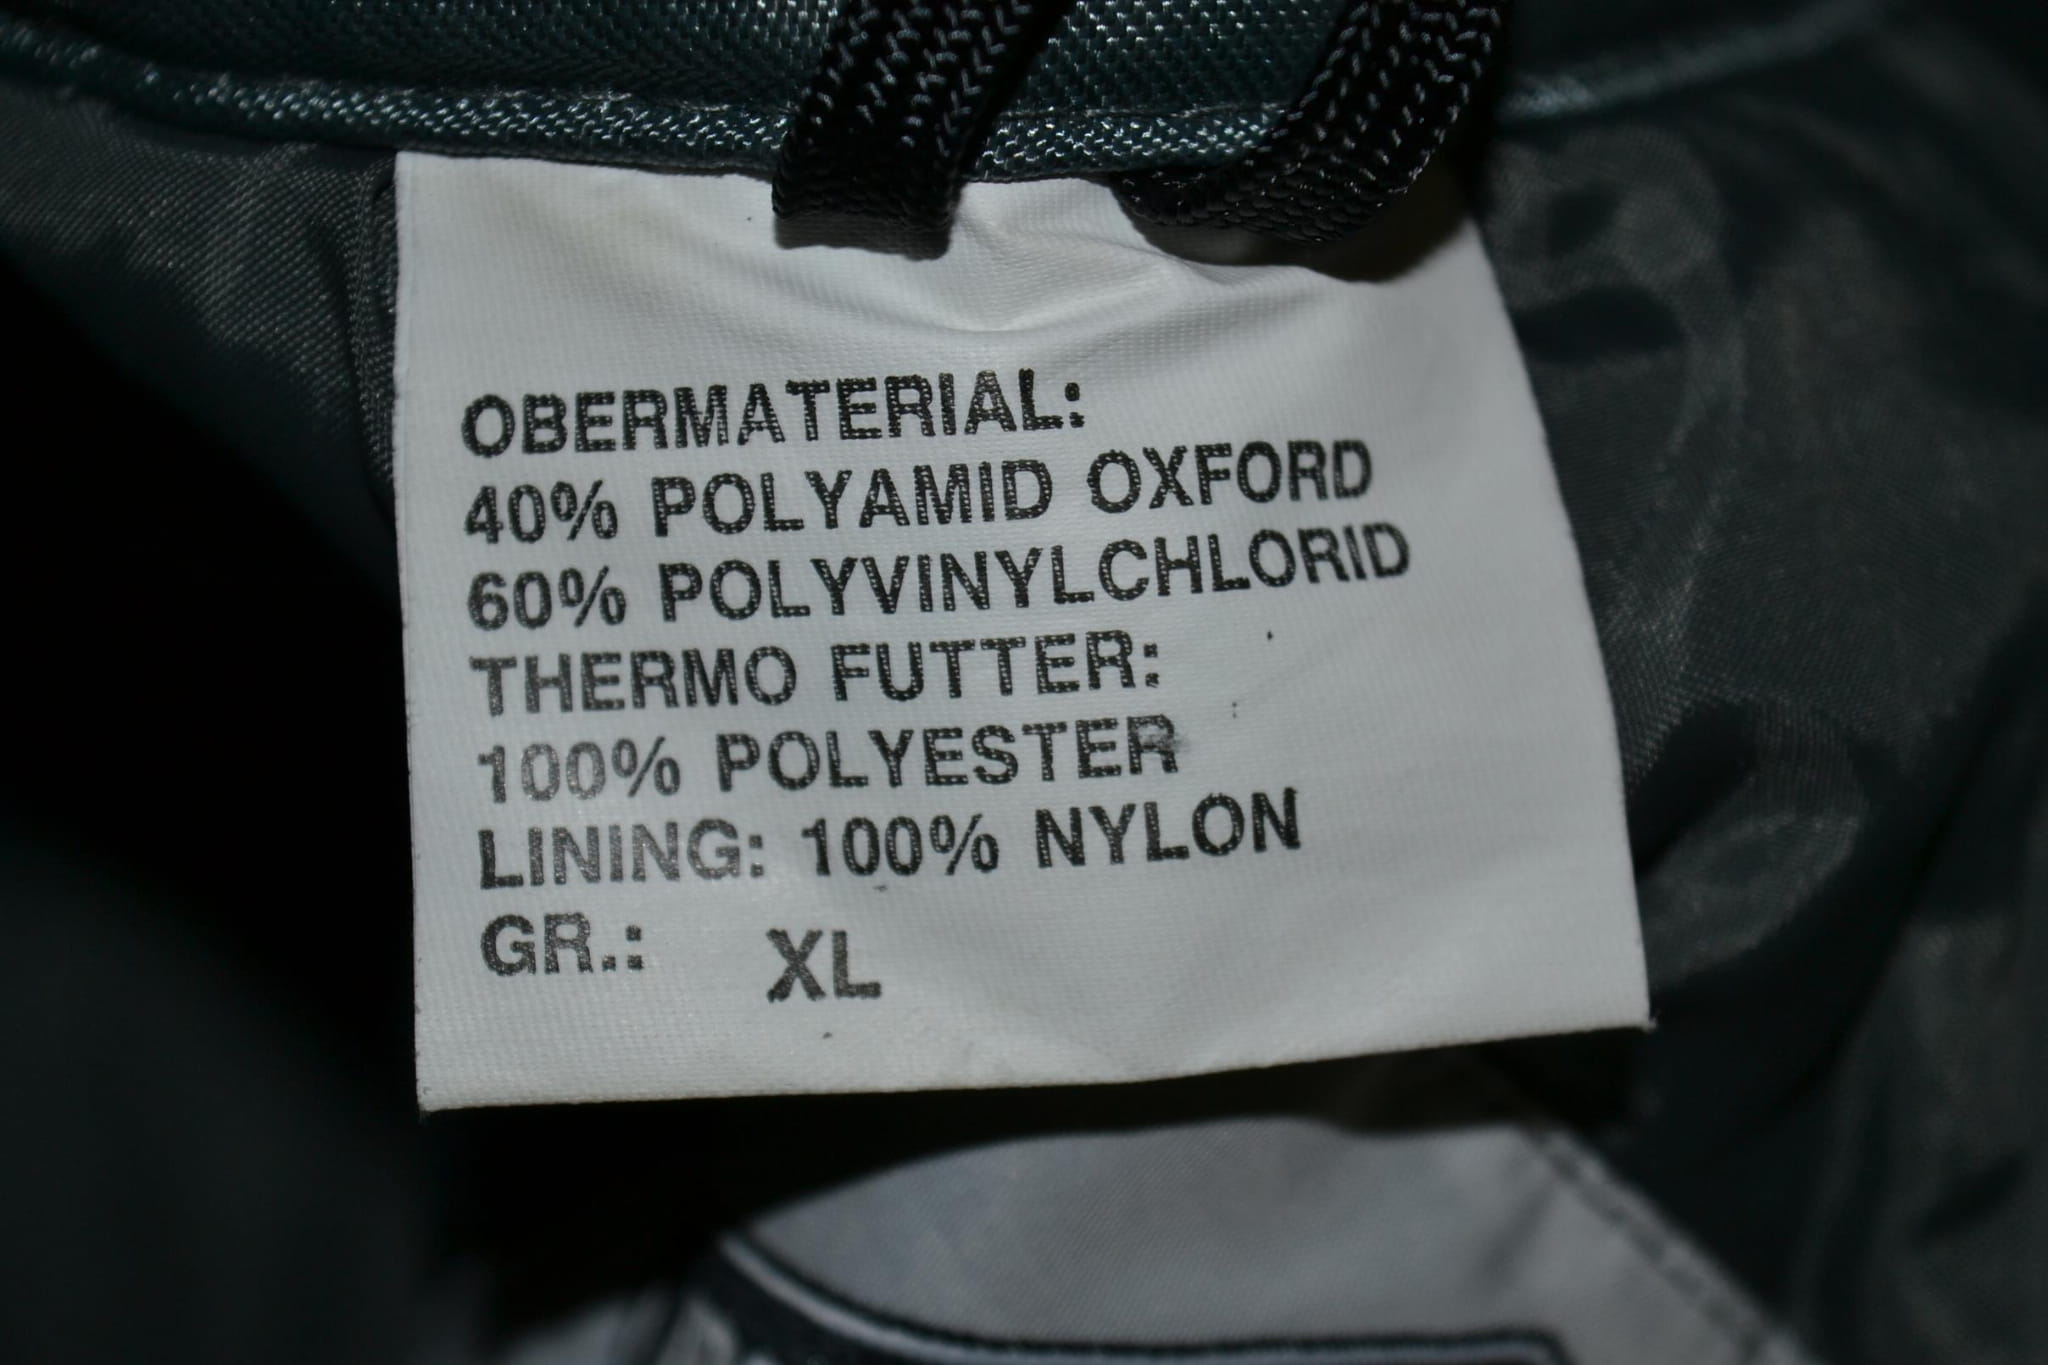 OBERMATERIAL:
40% POLYAMID OXFORD
60% POLYVINYLCHLORID
THERMO FUTTER:
100% POLYESTER
LINING: 100% NYLON
GR.: XL